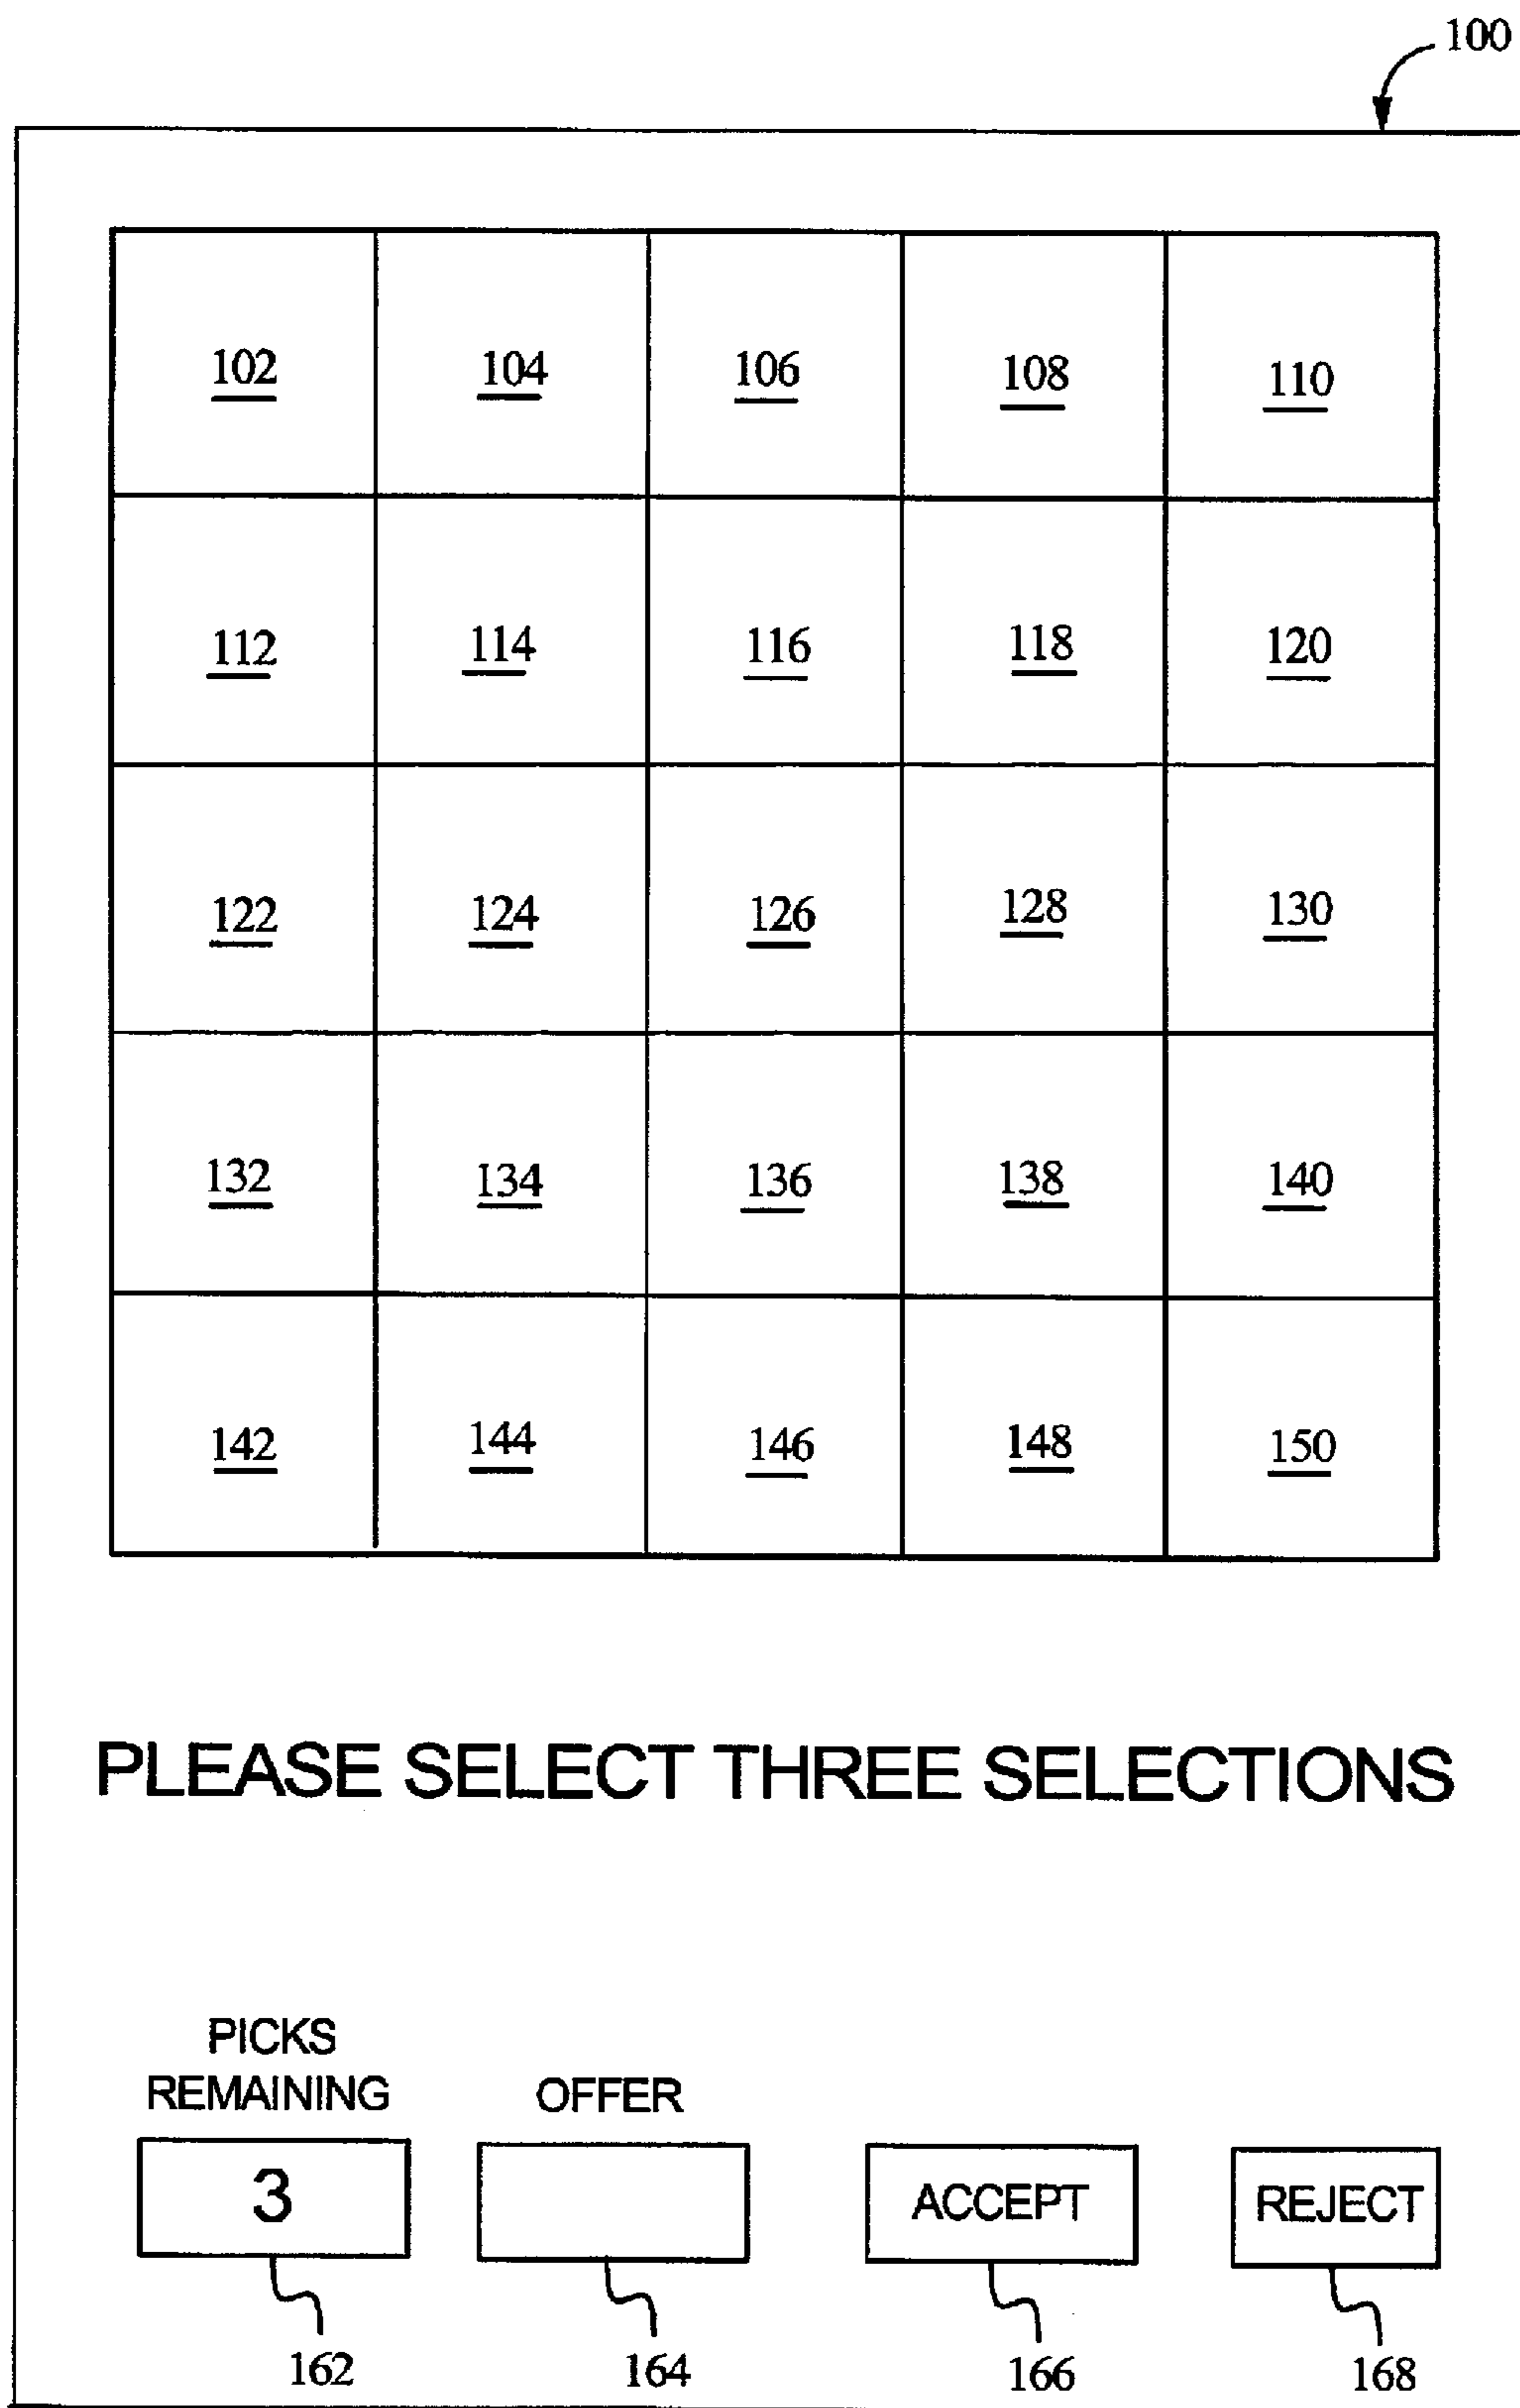 100
102 104 106 108 110
112 114 116 118 120
122 124 126 128 130
132 134 136 138 140
142 144 146 148 150
PLEASE SELECT THREE SELECTIONS
PICKS
REMAINING OFFER
3 ACCEPT REJECT
162 164 166 168